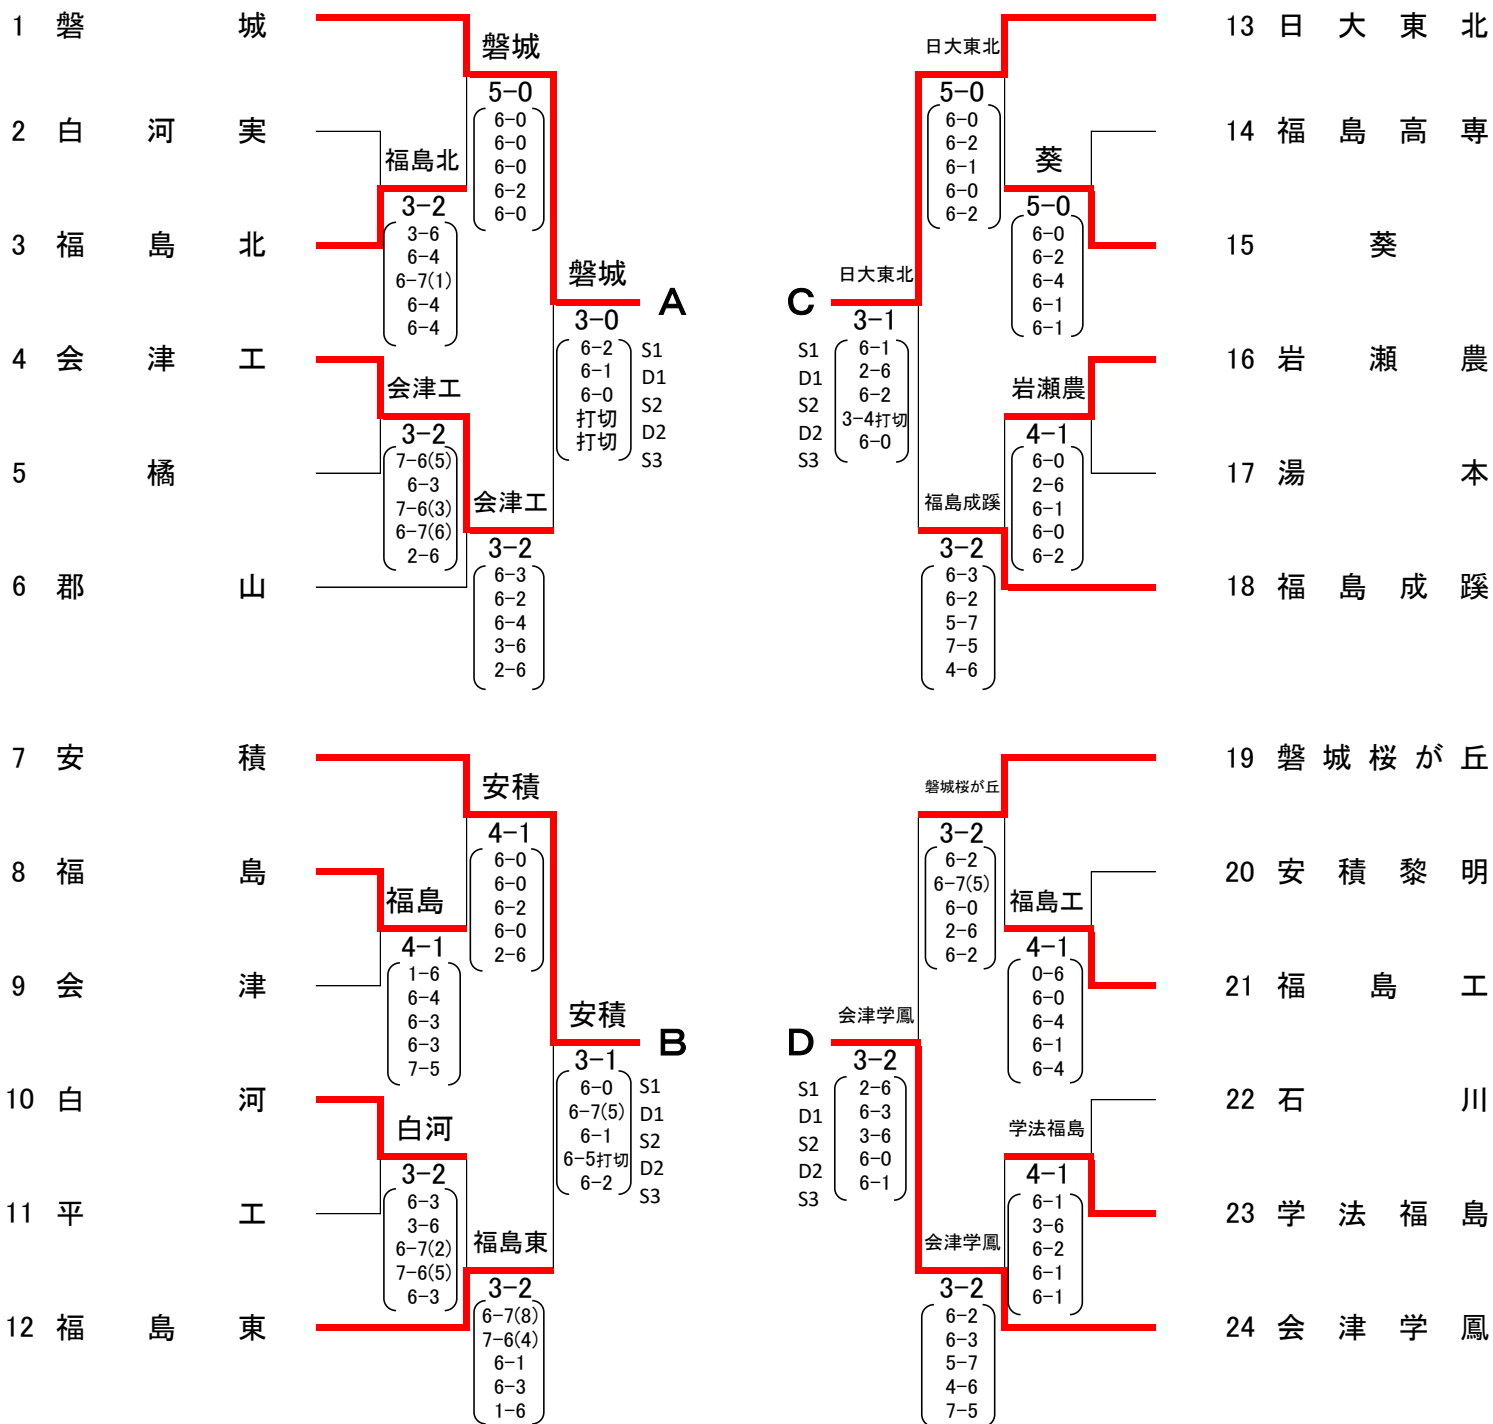 1 磐城
磐城
5-0
6-0
6-0
6-0
6-2
6-0
2 白河実
福島北
3-2
3-6
6-4
6-7(1)
6-4
6-4
3 福島北
磐城 A
3-0
6-2 S1
6-1 D1
6-0 S2
打切 D2
打切 S3
4 会津工
会津工
3-2
7-6(5)
6-3
7-6(3)
6-7(6)
2-6
5 橘
会津工
3-2
6-3
6-2
6-4
3-6
2-6
6 郡山
7 安積
安積
4-1
6-0
6-0
6-2
6-0
2-6
8 福島
福島
4-1
1-6
6-4
6-3
6-3
7-5
9 会津
安積 B
3-1
6-0 S1
6-7(5) D1
6-1 S2
6-5打切 D2
6-2 S3
10 白河
白河
3-2
6-3
3-6
6-7(2)
7-6(5)
6-3
11 平工
福島東
3-2
6-7(8)
7-6(4)
6-1
6-3
1-6
12 福島東
13 日大東北
日大東北
5-0
6-0
6-2
6-1
6-0
6-2
14 福島高専
葵
5-0
6-0
6-2
6-4
6-1
6-1
15 葵
C 日大東北
3-1
S1 6-1
D1 2-6
S2 6-2
D2 3-4打切
S3 6-0
16 岩瀬農
岩瀬農
4-1
6-0
2-6
6-1
6-0
6-2
17 湯本
福島成蹊
3-2
6-3
6-2
5-7
7-5
4-6
18 福島成蹊
19 磐城桜が丘
磐城桜が丘
3-2
6-2
6-7(5)
6-0
2-6
6-2
20 安積黎明
福島工
4-1
0-6
6-0
6-4
6-1
6-4
21 福島工
D 会津学鳳
3-2
S1 2-6
D1 6-3
S2 3-6
D2 6-0
S3 6-1
22 石川
学法福島
4-1
6-1
3-6
6-2
6-1
6-1
23 学法福島
会津学鳳
3-2
6-2
6-3
5-7
4-6
7-5
24 会津学鳳